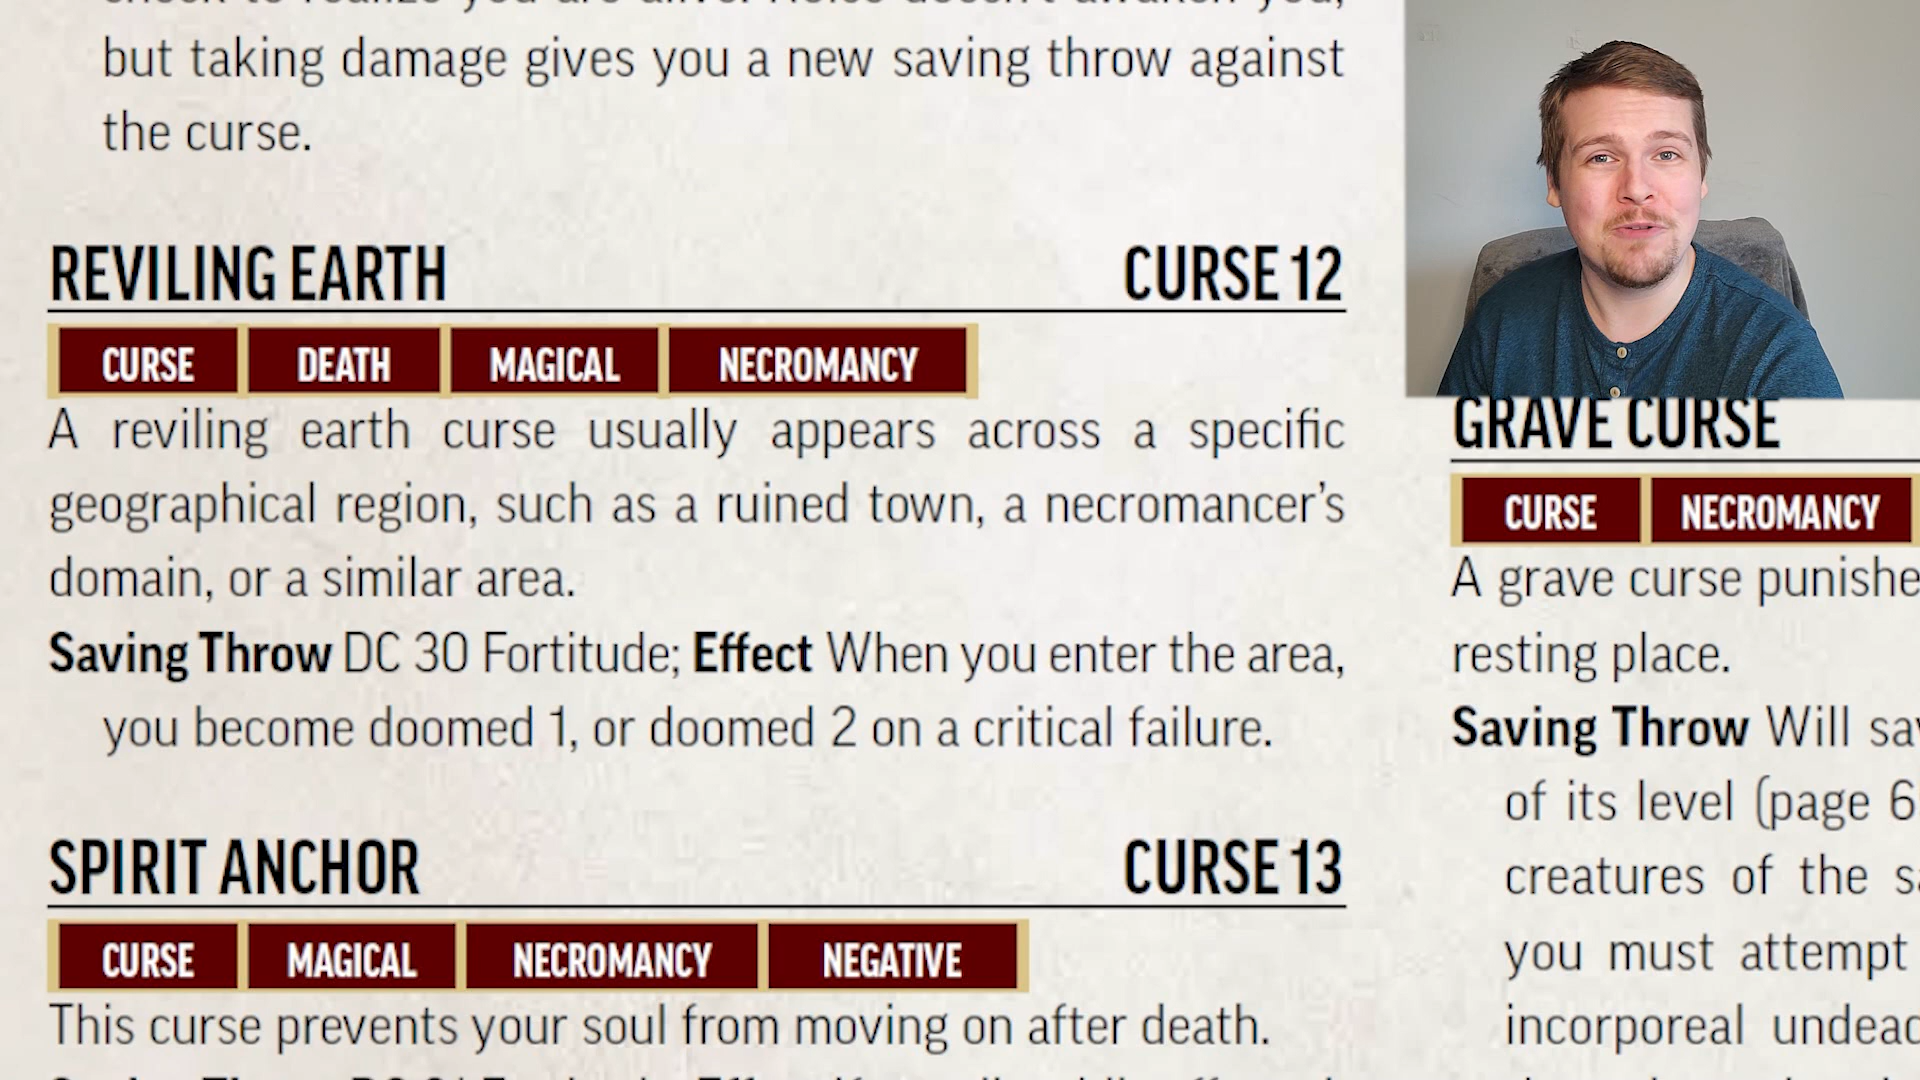 but taking damage gives you a new saving throw against
the curse.
REVILING EARTH CURSE 12
CURSE DEATH MAGICAL NECROMANCY
A reviling earth curse usually appears across a specific
geographical region, such as a ruined town, a necromancer's
domain, or a similar area.
Saving Throw DC 30 Fortitude; Effect When you enter the area,
you become doomed 1, or doomed 2 on a critical failure.
SPIRIT ANCHOR CURSE 13
CURSE MAGICAL NECROMANCY NEGATIVE
This curse prevents your soul from moving on after death.
GRAVE CURSE
CURSE NECROMANCY
A grave curse punishe
resting place.
Saving Throw Will sav
of its level (page 6
creatures of the sa
you must attempt
incorporeal undead